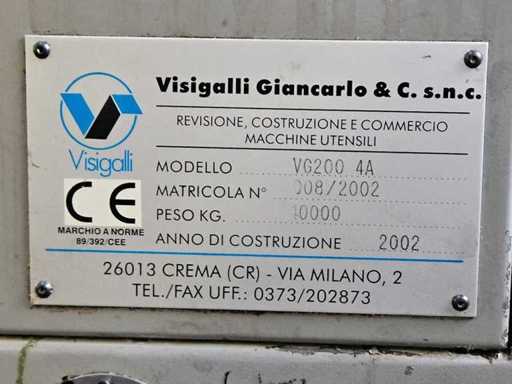 Visigalli Giancarlo & C. s.n.c.
REVISIONE, COSTRUZIONE E COMMERCIO
MACCHINE UTENSILI
Visigalli
CE
MARCHIO A NORME
89/392/CEE
MODELLO VG200 4A
MATRICOLA N° 008/2002
PESO KG. 10000
ANNO DI COSTRUZIONE 2002
26013 CREMA (CR) - VIA MILANO, 2
TEL./FAX UFF.: 0373/202873